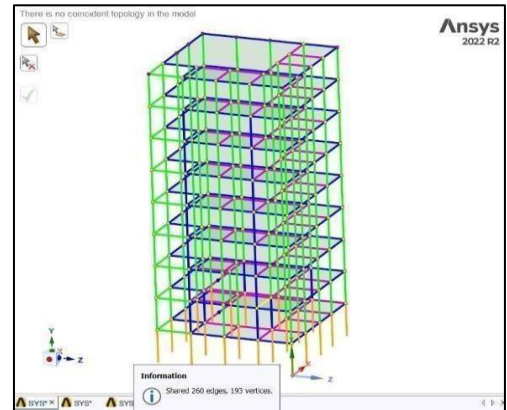 There is no coincident topology in the model
Ansys
2022 R2
Y
X
Z
X
Z
Information
Shared 260 edges, 193 vertices.
SYS*
SYS*
SYS